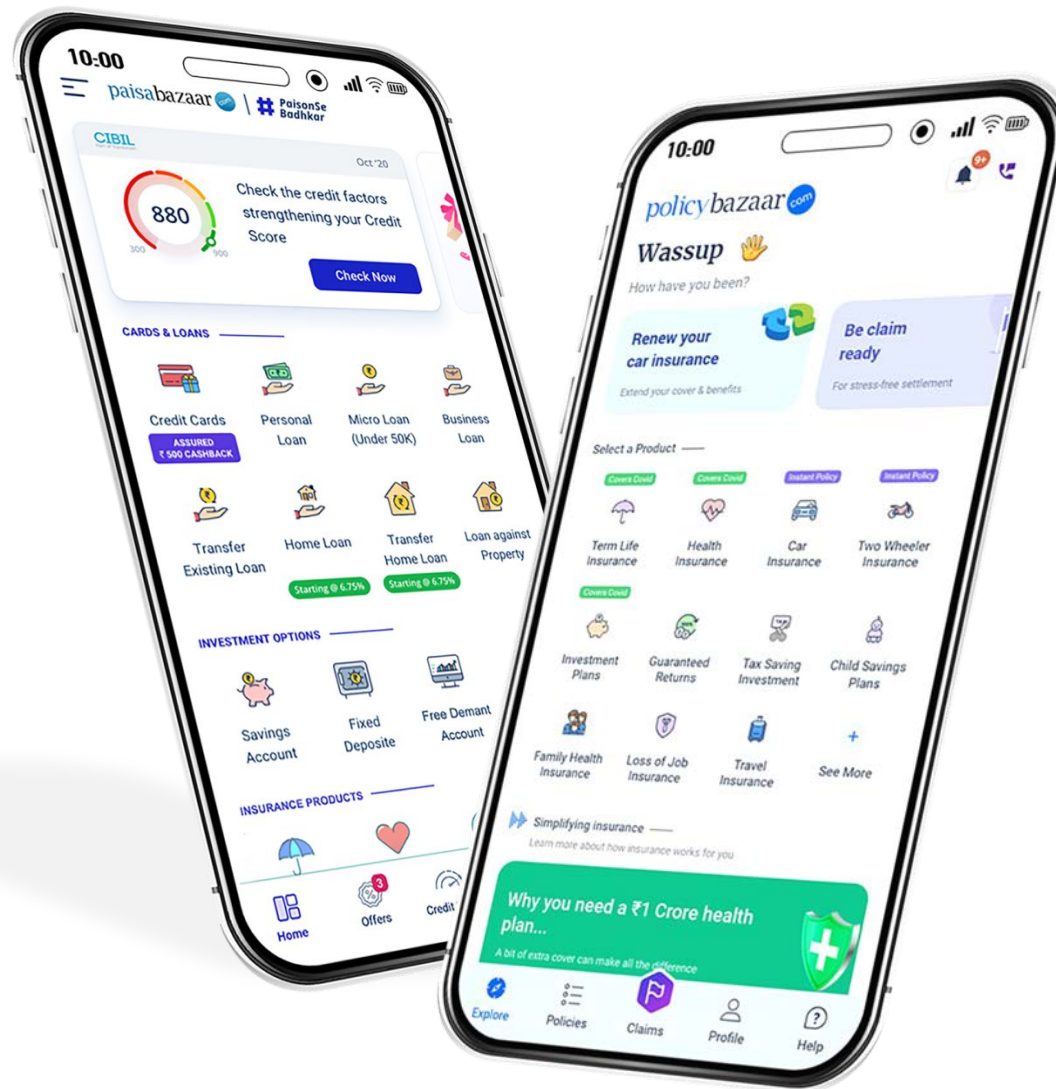 10:00
paisabazaar com
# PaisonSe
Badhkar
CIBIL
Oct '20
880
300
900
Check the credit factors
strengthening your Credit
Score
Check Now
CARDS & LOANS
Credit Cards
ASSURED
₹ 500 CASHBACK
Personal
Loan
Micro Loan
(Under 50K)
Business
Loan
Transfer
Existing Loan
Home Loan
Starting @ 6.75%
Transfer
Home Loan
Starting @ 6.75%
Loan against
Property
INVESTMENT OPTIONS
Savings
Account
Fixed
Deposite
Free Demant
Account
INSURANCE PRODUCTS
Home
3
Offers
Credit
10:00
9+
policybazaar com
Wassup
How have you been?
Renew your
car insurance
Extend your cover & benefits
Be claim
ready
For stress-free settlement
Select a Product
Covers Covid
Term Life
Insurance
Covers Covid
Health
Insurance
Instant Policy
Car
Insurance
Instant Policy
Two Wheeler
Insurance
Covers Covid
Investment
Plans
Guaranteed
Returns
Tax Saving
Investment
Child Savings
Plans
Family Health
Insurance
Loss of Job
Insurance
Travel
Insurance
+
See More
Simplifying insurance
Learn more about how insurance works for you
Why you need a ₹1 Crore health
plan...
A bit of extra cover can make all the difference
Explore
Policies
Claims
Profile
?
Help